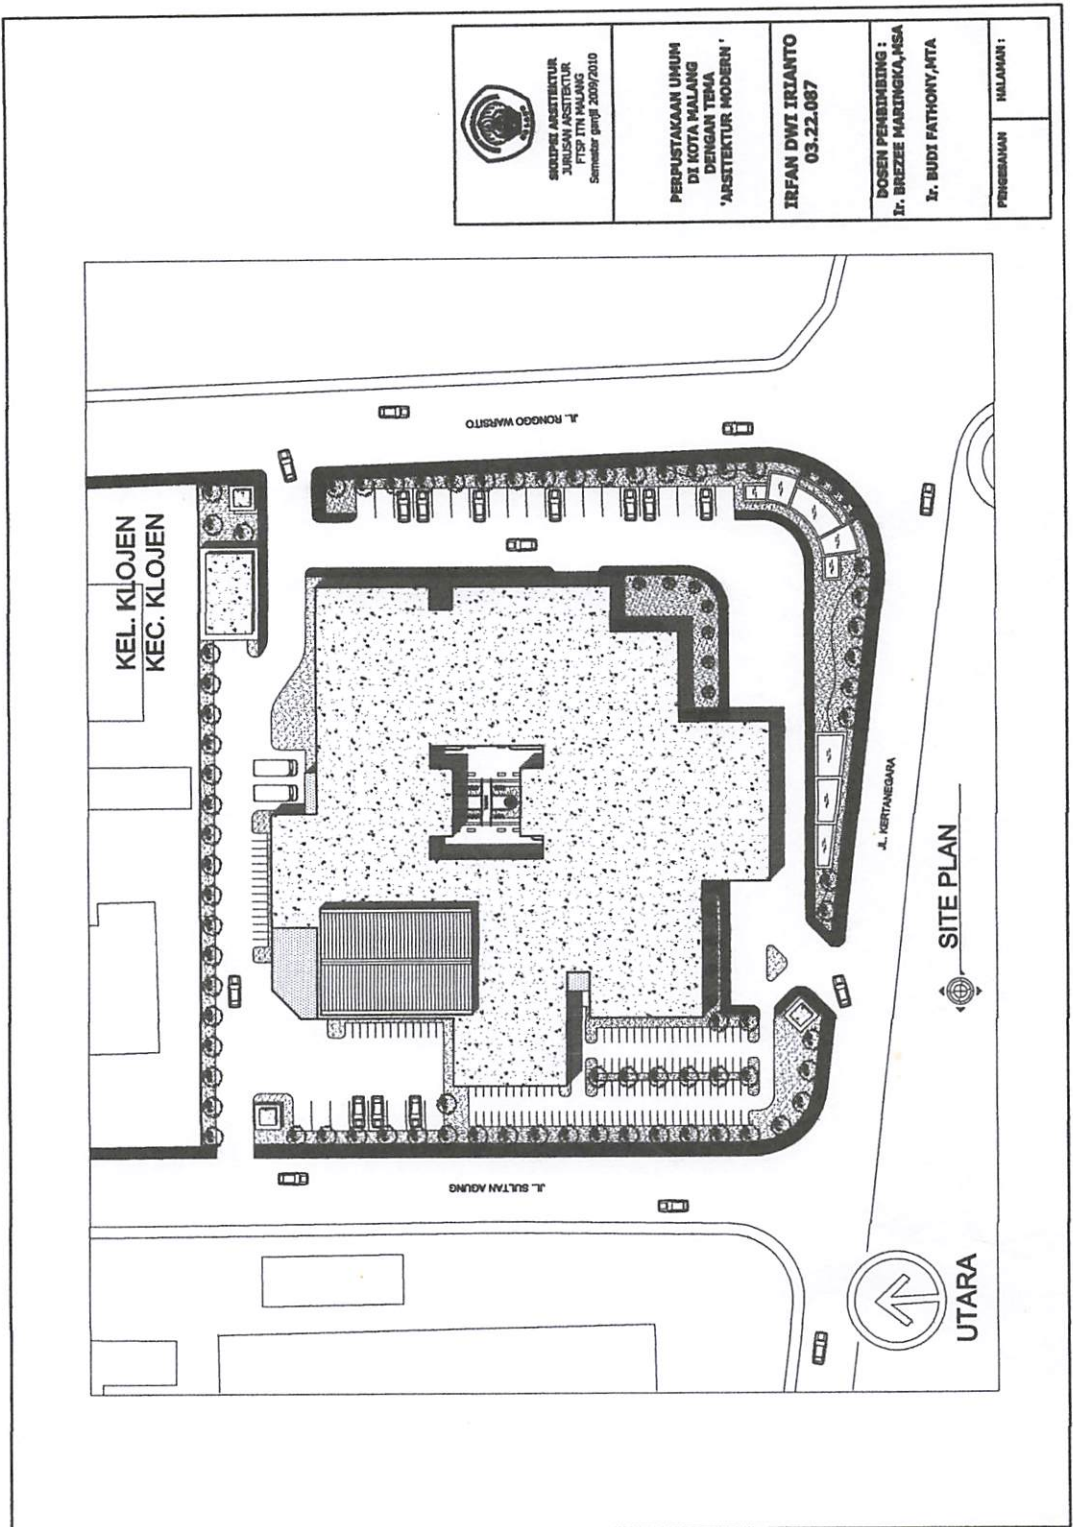 SKRIPSI ARSITEKTUR
JURUSAN ARSITEKTUR
FTSP ITN MALANG
Semester ganjil 2009/2010
PERPUSTAKAAN UMUM
DI KOTA MALANG
DENGAN TEMA
'ARSITEKTUR MODERN '
IRFAN DWI IRIANTO
03.22.087
DOSEN PEMBIMBING :
Ir. BREZEE MARINGKA,MSA
Ir. BUDI FATHONY,MTA
PENGESAHAN
HALAMAN :
KEL. KLOJEN
KEC. KLOJEN
JL. RONGGO WARSITO
JL. KERTANEGARA
JL. SULTAN AGUNG
SITE PLAN
UTARA